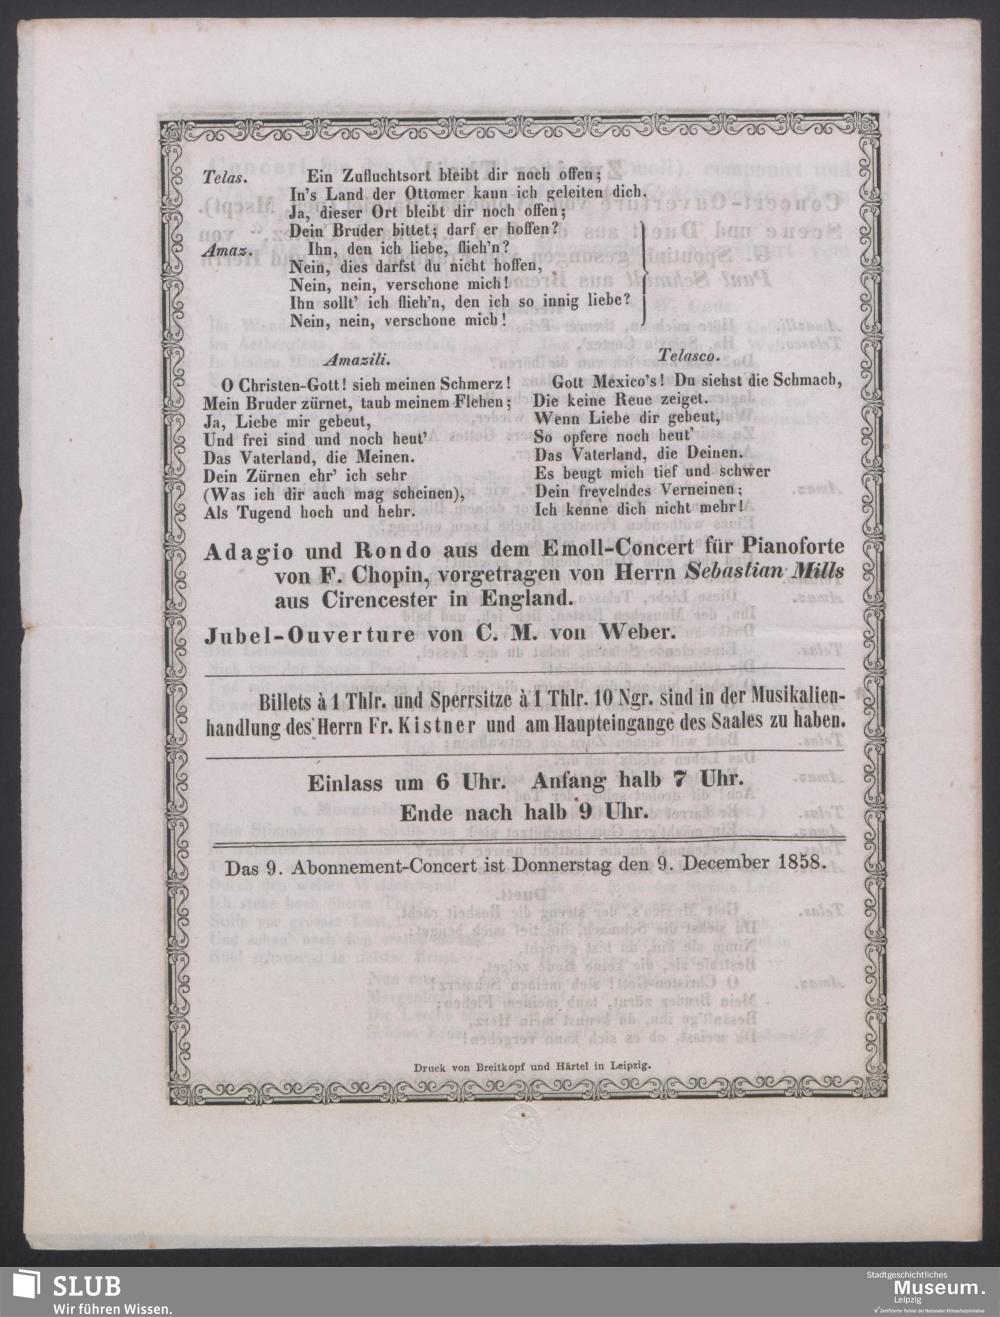 Telas. Ein Zufluchtsort bleibt dir noch offen;
In's Land der Ottomer kann ich geleiten dich.
Ja, dieser Ort bleibt dir noch offen;
Dein Bruder bittet; darf er hoffen?
Amaz. Ihn, den ich liebe, flieh'n?
Nein, dies darfst du nicht hoffen,
Nein, nein, verschone mich!
Ihn sollt' ich flieh'n, den ich so innig liebe?
Nein, nein, verschone mich!
Amazili.
O Christen-Gott! sieh meinen Schmerz!
Mein Bruder zürnet, taub meinem Flehen;
Ja, Liebe mir gebeut,
Und frei sind und noch heut'
Das Vaterland, die Meinen.
Dein Zürnen ehr' ich sehr
(Was ich dir auch mag scheinen),
Als Tugend hoch und hehr.
Telasco.
Gott Mexico's! Du siehst die Schmach,
Die keine Reue zeiget.
Wenn Liebe dir gebeut,
So opfere noch heut'
Das Vaterland, die Deinen.
Es beugt mich tief und schwer
Dein frevelndes Verneinen;
Ich kenne dich nicht mehr!
Adagio und Rondo aus dem Emoll-Concert für Pianoforte
von F. Chopin, vorgetragen von Herrn Sebastian Mills
aus Cirencester in England.
Jubel-Ouverture von C. M. von Weber.
Billets à 1 Thlr. und Sperrsitze à 1 Thlr. 10 Ngr. sind in der Musikalien-
handlung des Herrn Fr. Kistner und am Haupteingange des Saales zu haben.
Einlass um 6 Uhr. Anfang halb 7 Uhr.
Ende nach halb 9 Uhr.
Das 9. Abonnement-Concert ist Donnerstag den 9. December 1858.
Druck von Breitkopf und Härtel in Leipzig.
SLUB
Wir führen Wissen.
Stadtgeschichtliches
Museum.
Leipzig
Zertifizierter Partner der Nationalen Klimaschutzinitiative